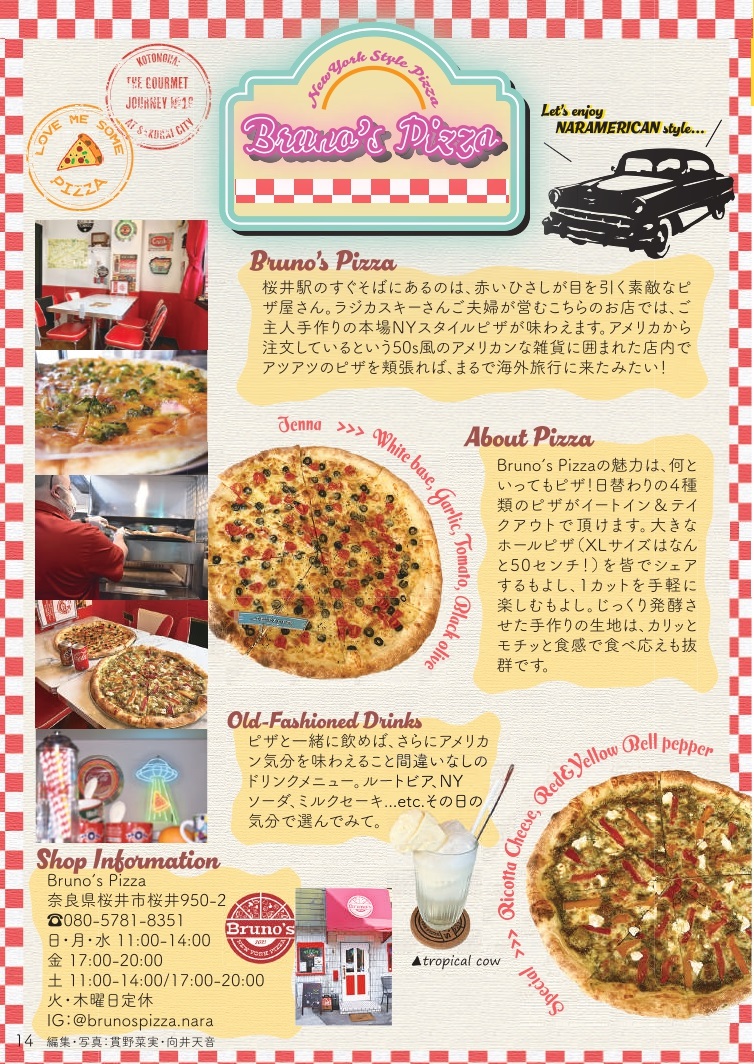 KOTONOHA:
THE GOURMET
JOURNEY №18
AT SAKURAI CITY
LOVE ME SOME
PIZZA
New York Style Pizza
Bruno's Pizza
Let's enjoy
NARAMERICAN style...
Bruno's Pizza
桜井駅のすぐそばにあるのは、赤いひさしが目を引く素敵なピ
ザ屋さん。ラジカスキーさんご夫婦が営むこちらのお店では、ご
主人手作りの本場NYスタイルピザが味わえます。アメリカから
注文しているという50s風のアメリカンな雑貨に囲まれた店内で
アツアツのピザを頬張れば、まるで海外旅行に来たみたい！
Jenna >>> White base, Garlic, Tomato, Black olive
About Pizza
Bruno's Pizzaの魅力は、何と
いってもピザ！日替わりの4種
類のピザがイートイン＆テイ
クアウトで頂けます。大きな
ホールピザ（XLサイズはなん
と50センチ！）を皆でシェア
するもよし、1カットを手軽に
楽しむもよし。じっくり発酵さ
せた手作りの生地は、カリッと
モチッと食感で食べ応えも抜
群です。
Old-Fashioned Drinks
ピザと一緒に飲めば、さらにアメリカ
ン気分を味わえること間違いなしの
ドリンクメニュー。ルートビア、NY
ソーダ、ミルクセーキ...etc.その日の
気分で選んでみて。
▲tropical cow
Special >>> Ricotta Cheese, Red&Yellow Bell pepper
Shop Information
Bruno's Pizza
奈良県桜井市桜井950-2
☎080-5781-8351
日・月・水 11:00-14:00
金 17:00-20:00
土 11:00-14:00/17:00-20:00
火・木曜日定休
IG：@brunospizza.nara
Bruno's
2021
NEW YORK PIZZA
14 編集・写真：貫野菜実・向井天音